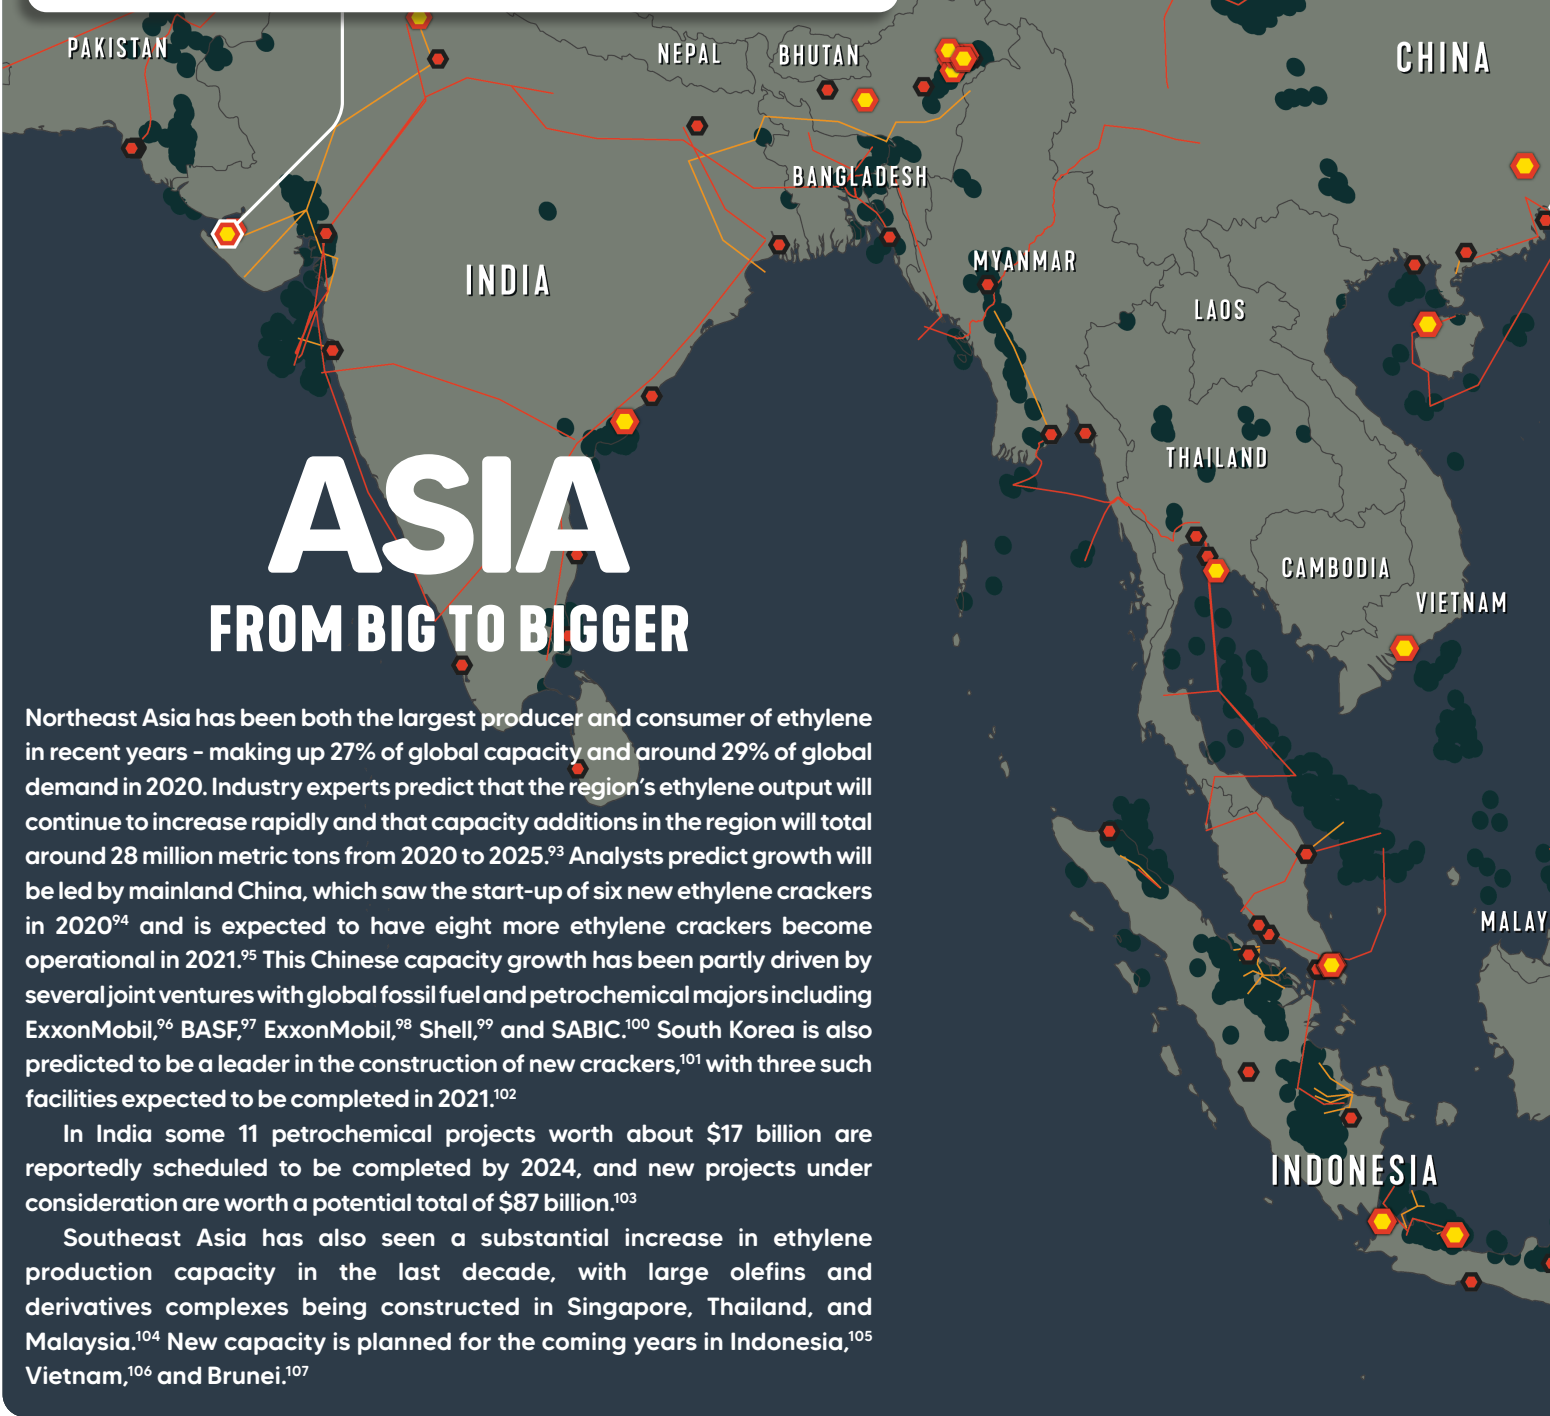 PAKISTAN
NEPAL
BHUTAN
CHINA
BANGLADESH
INDIA
MYANMAR
LAOS
THAILAND
CAMBODIA
VIETNAM
MALAY
INDONESIA
ASIA
FROM BIG TO BIGGER
Northeast Asia has been both the largest producer and consumer of ethylene
in recent years – making up 27% of global capacity and around 29% of global
demand in 2020. Industry experts predict that the region’s ethylene output will
continue to increase rapidly and that capacity additions in the region will total
around 28 million metric tons from 2020 to 2025.93 Analysts predict growth will
be led by mainland China, which saw the start-up of six new ethylene crackers
in 202094 and is expected to have eight more ethylene crackers become
operational in 2021.95 This Chinese capacity growth has been partly driven by
several joint ventures with global fossil fuel and petrochemical majors including
ExxonMobil,96 BASF,97 ExxonMobil,98 Shell,99 and SABIC.100 South Korea is also
predicted to be a leader in the construction of new crackers,101 with three such
facilities expected to be completed in 2021.102
In India some 11 petrochemical projects worth about $17 billion are
reportedly scheduled to be completed by 2024, and new projects under
consideration are worth a potential total of $87 billion.103
Southeast Asia has also seen a substantial increase in ethylene
production capacity in the last decade, with large olefins and
derivatives complexes being constructed in Singapore, Thailand, and
Malaysia.104 New capacity is planned for the coming years in Indonesia,105
Vietnam,106 and Brunei.107